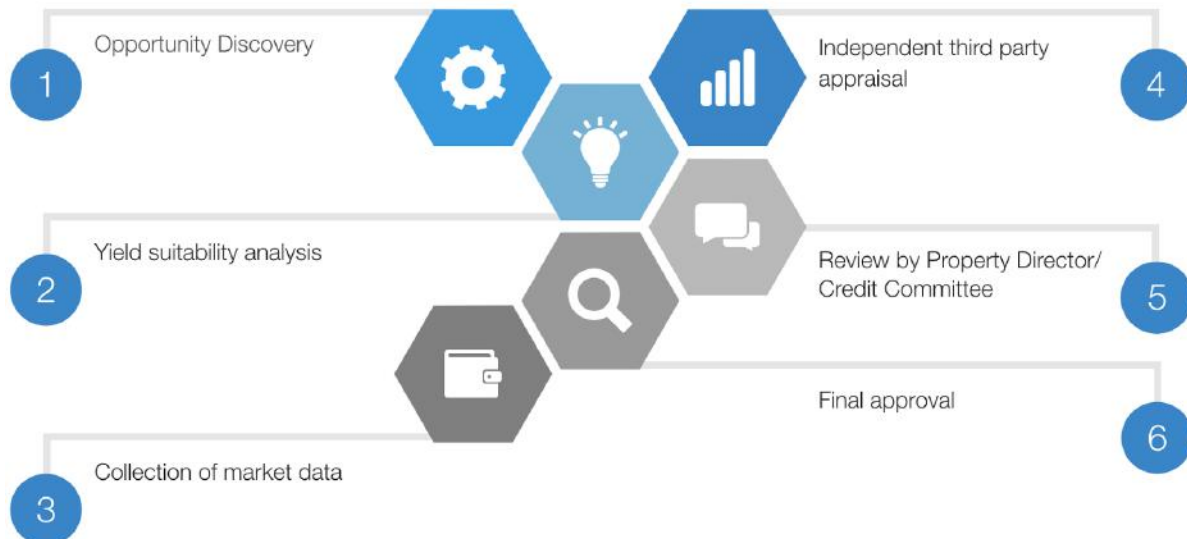 1
Opportunity Discovery
2
Yield suitability analysis
3
Collection of market data
4
Independent third party
appraisal
5
Review by Property Director/
Credit Committee
6
Final approval